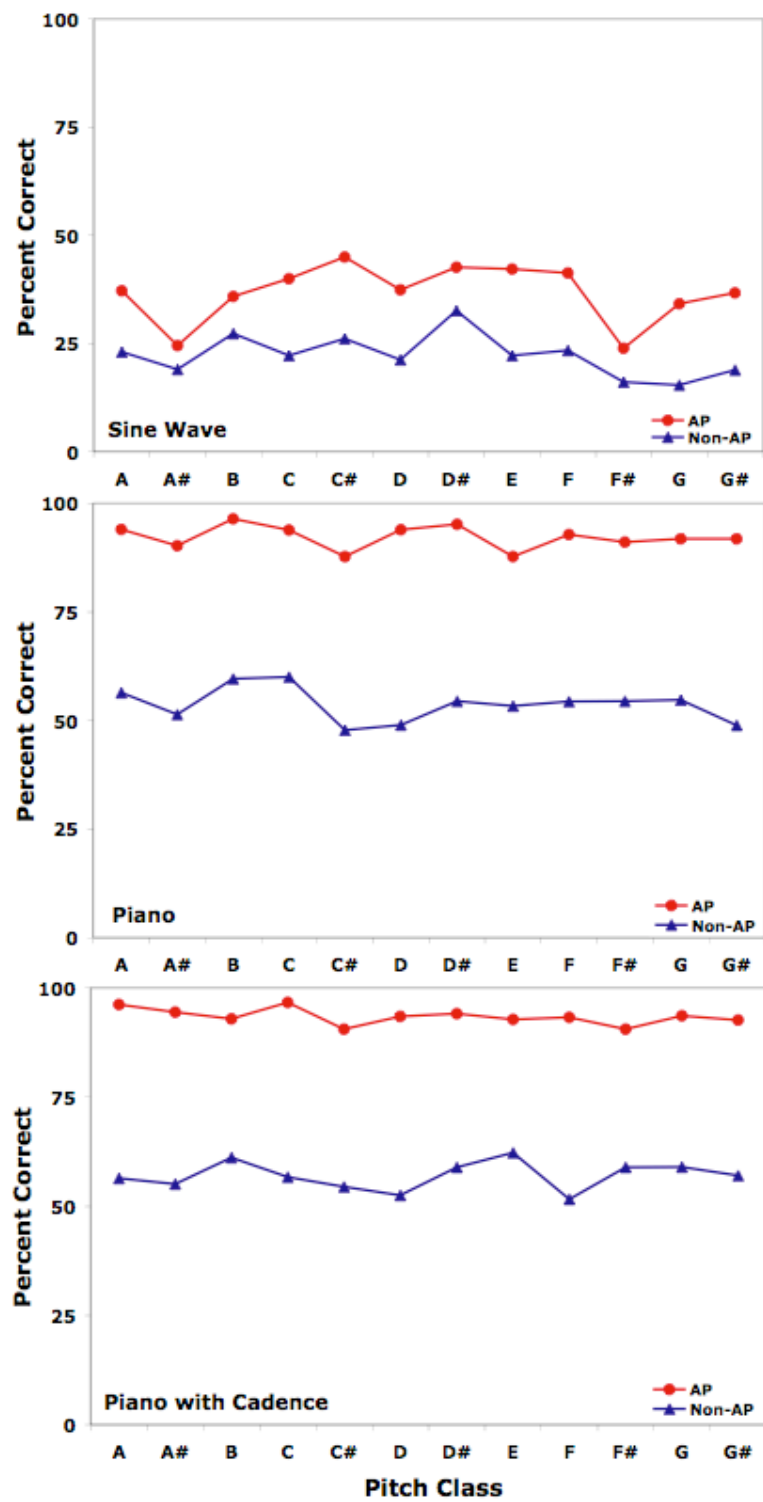 100
75
50
25
0
Percent Correct
Sine Wave
AP
Non-AP
A A# B C C# D D# E F F# G G#
100
75
50
25
0
Percent Correct
Piano
AP
Non-AP
A A# B C C# D D# E F F# G G#
100
75
50
25
0
Percent Correct
Piano with Cadence
AP
Non-AP
A A# B C C# D D# E F F# G G#
Pitch Class